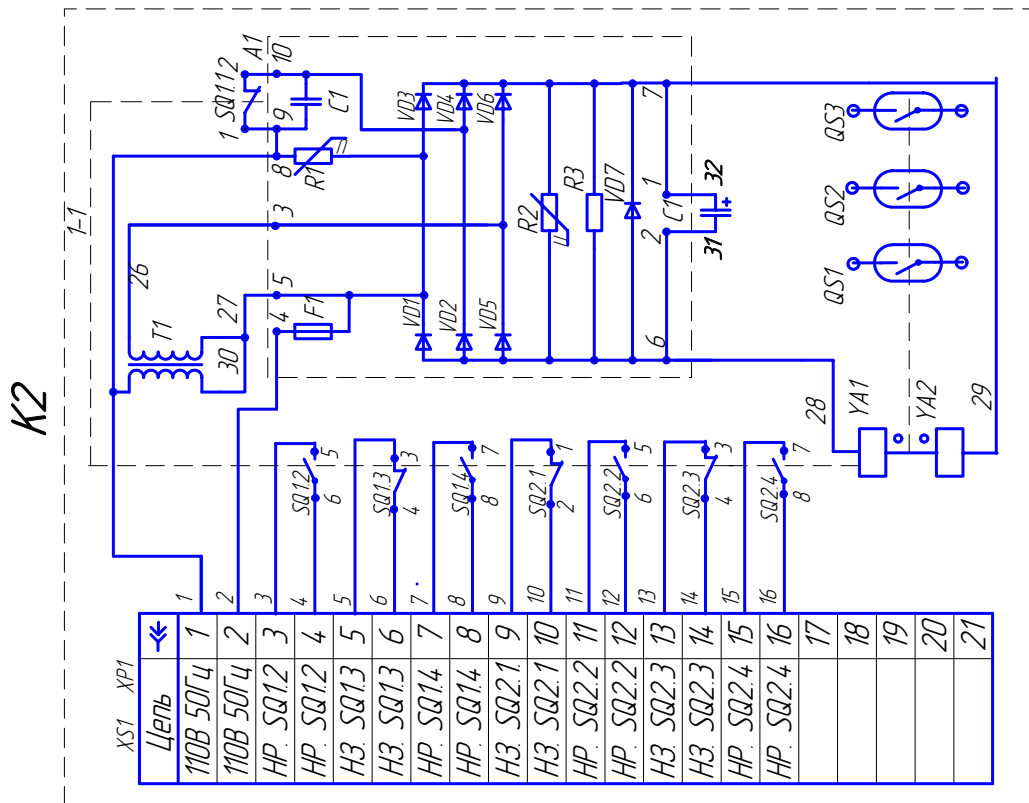 K2
XS1 XP1
Цепь
110В 50Гц 1
110В 50Гц 2
НР. SQ1.2 3
НР. SQ1.2 4
НЗ. SQ1.3 5
НЗ. SQ1.3 6
НР. SQ1.4 7
НР. SQ1.4 8
НЗ. SQ2.1. 9
НЗ. SQ2.1 10
НР. SQ2.2 11
НР. SQ2.2 12
НЗ. SQ2.3 13
НЗ. SQ2.3 14
НР. SQ2.4 15
НР. SQ2.4 16
17
18
19
20
21
1
2
3
4
5
6
7
8
9
10
11
12
13
14
15
16
SQ1.2 6 5
SQ1.3 4 3
SQ1.4 8 7
SQ2.1 2 1
SQ2.2 6 5
SQ2.3 4 3
SQ2.4 8 7
1-1
T1
26
27
30
SQ1.1 1 2
A1
10
9
C1
8
R1
П
3
5
4
F1
VD3
VD4
VD6
VD1
VD2
VD5
R2
U
R3
VD7
7
1
C1
2
6
32
+
31
QS3
QS2
QS1
28
YA1
YA2
29